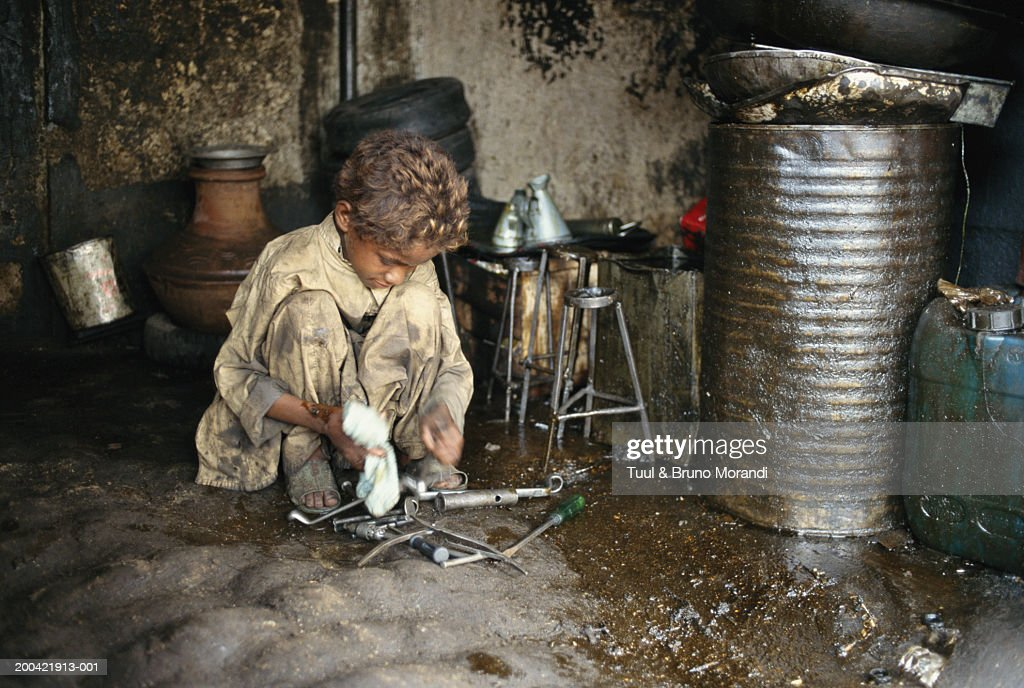 gettyimages®
Tuul & Bruno Morandi
200421913-001